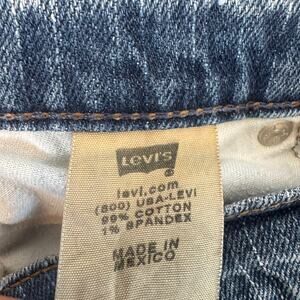 LEVI'S
levi.com
(800) USA-LEVI
99% COTTON
1% SPANDEX
MADE IN
MEXICO